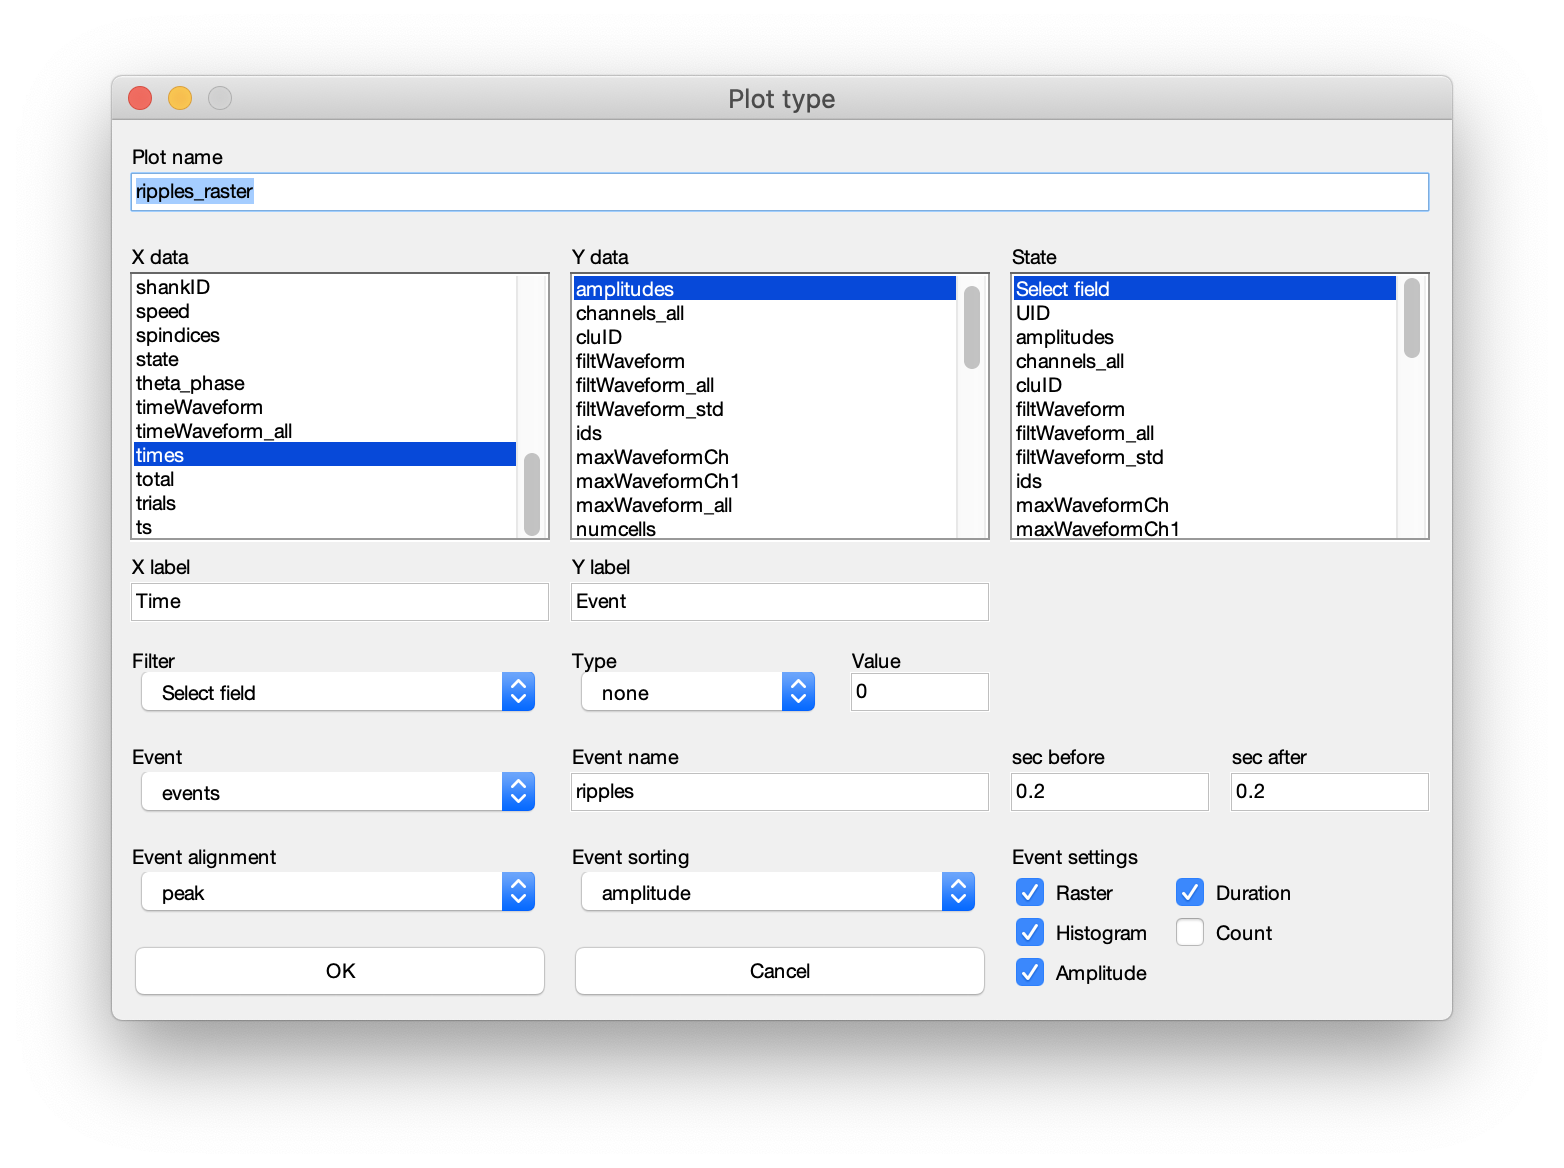 Plot type
Plot name
ripples_raster
X data
shankID
speed
spindices
state
theta_phase
timeWaveform
timeWaveform_all
times
total
trials
ts
Y data
amplitudes
channels_all
cluID
filtWaveform
filtWaveform_all
filtWaveform_std
ids
maxWaveformCh
maxWaveformCh1
maxWaveform_all
numcells
State
Select field
UID
amplitudes
channels_all
cluID
filtWaveform
filtWaveform_all
filtWaveform_std
ids
maxWaveformCh
maxWaveformCh1
X label
Time
Y label
Event
Filter
Select field
Type
none
Value
0
Event
events
Event name
ripples
sec before
0.2
sec after
0.2
Event alignment
peak
Event sorting
amplitude
Event settings
Raster
Duration
Histogram
Count
Amplitude
OK
Cancel